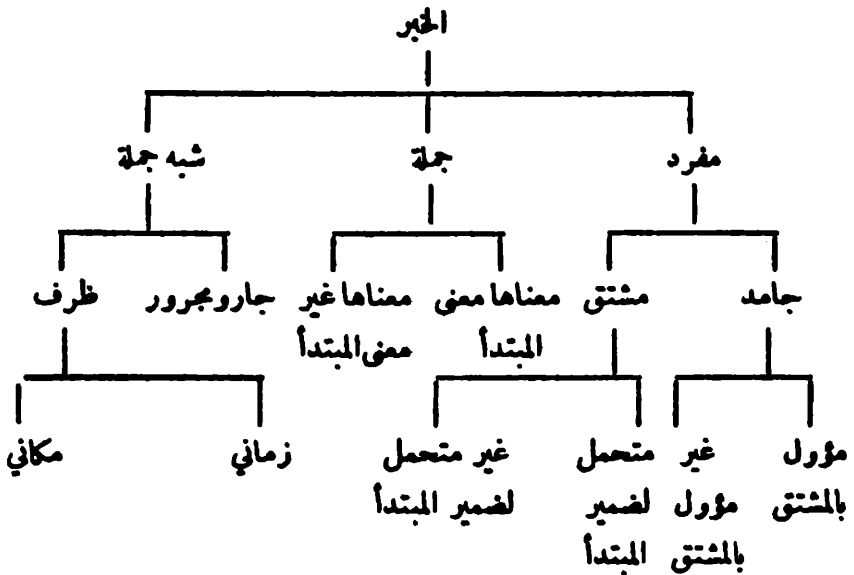 الخبر
مفرد
جملة
شبه جملة
جامد
مشتق
معناها معنى
المبتدأ
معناها غير
معنى المبتدأ
جار ومجرور
ظرف
مؤول
بالمشتق
غير
مؤول
بالمشتق
متحمل
لضمير
المبتدأ
غير متحمل
لضمير المبتدأ
زماني
مكاني